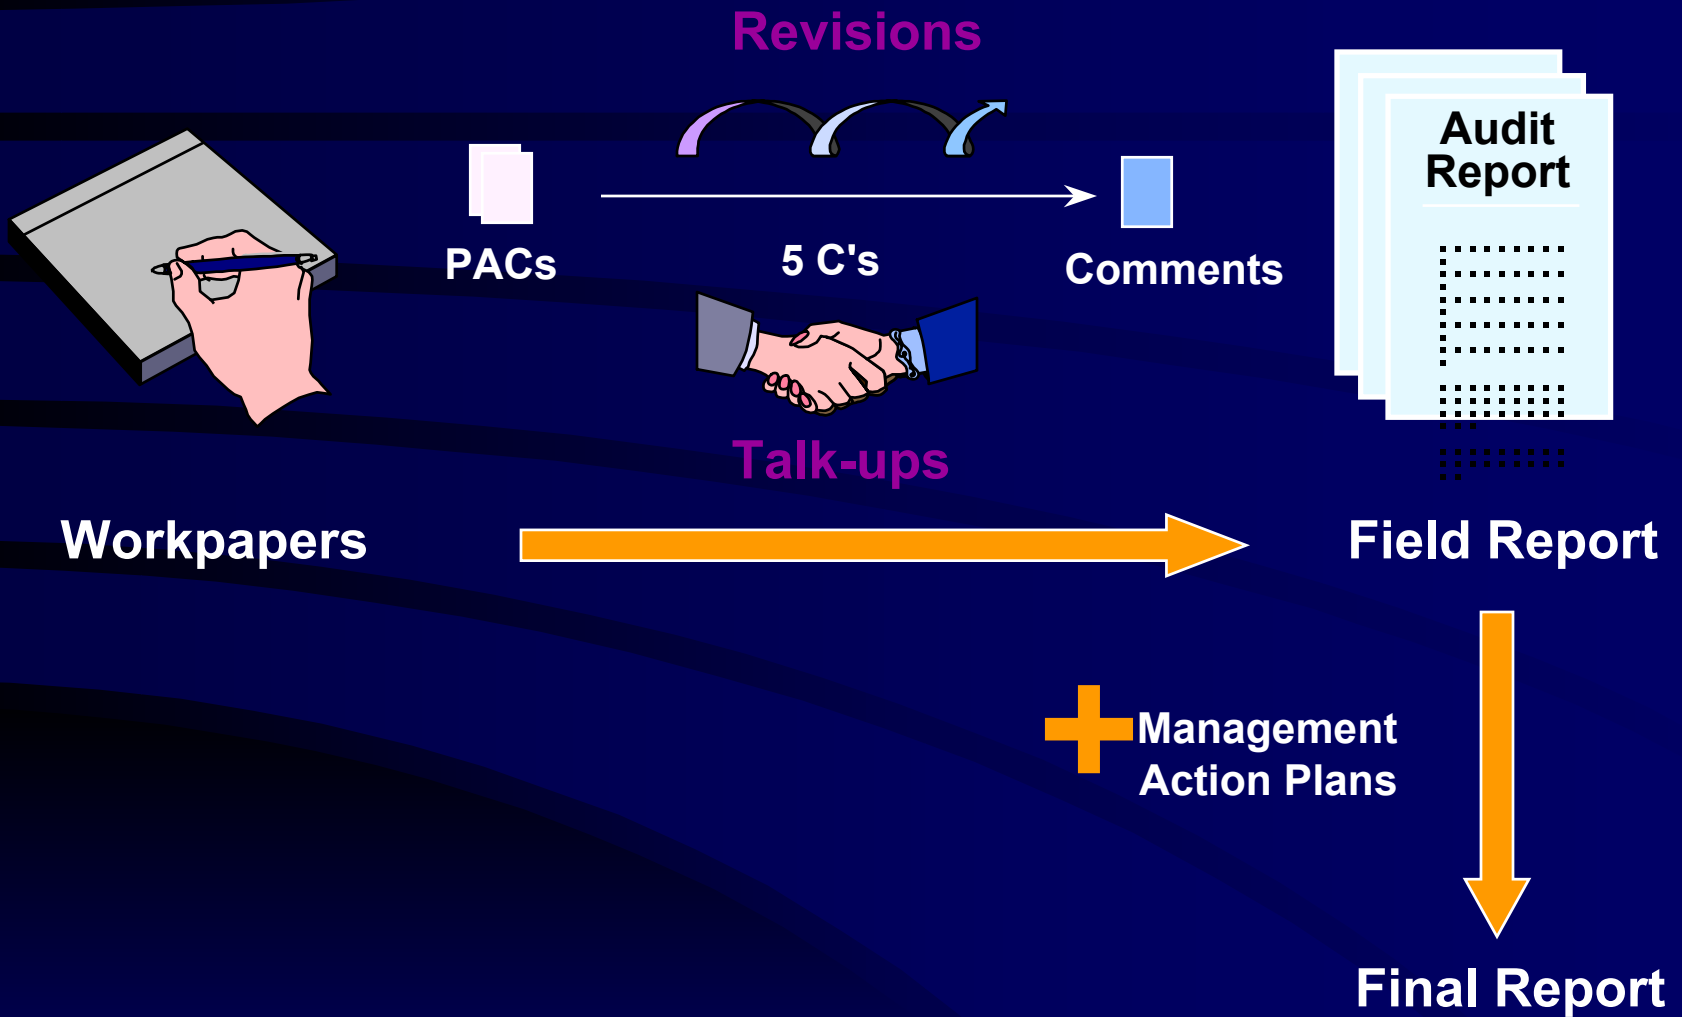 Revisions
Audit
Report
PACs
5 C's
Comments
Talk-ups
Workpapers
Field Report
Management
Action Plans
Final Report